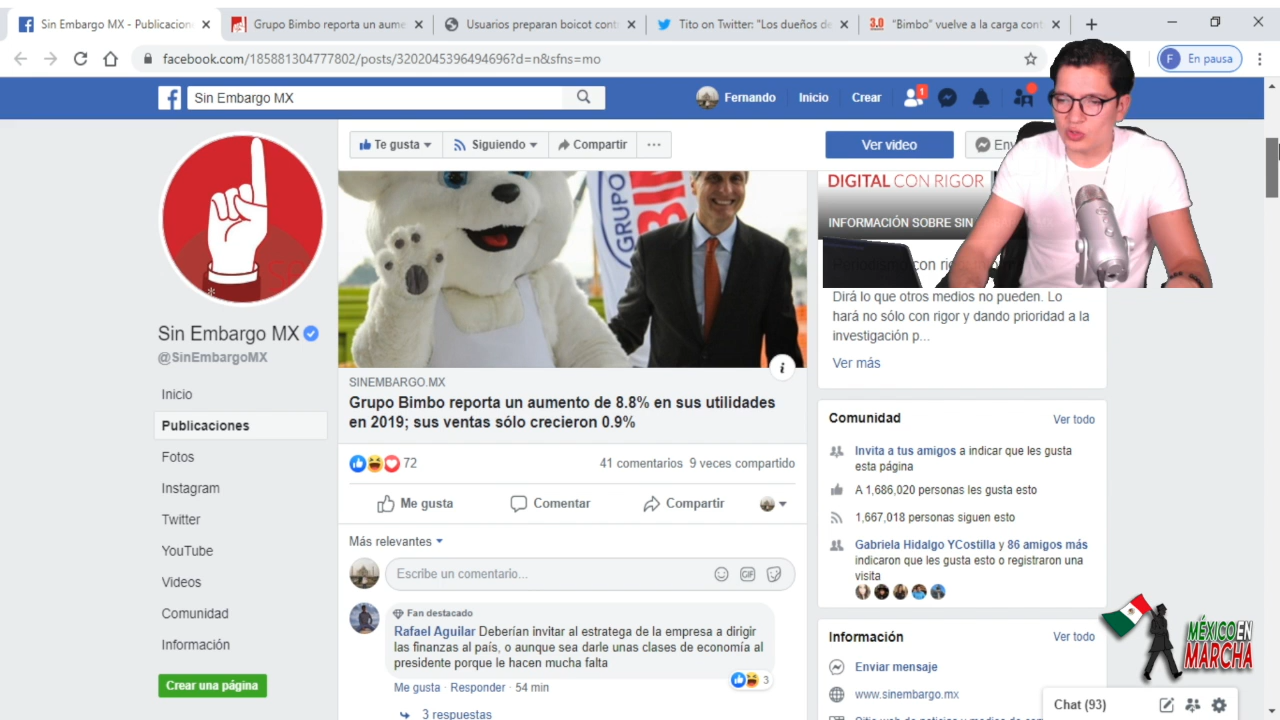 Sin Embargo MX - Publicacion
Grupo Bimbo reporta un aume
Usuarios preparan boicot cont
Tito on Twitter: "Los dueños de
3.0 "Bimbo" vuelve a la carga cont
facebook.com/185881304777802/posts/3202045396494696?d=n&sfns=mo
F En pausa
Sin Embargo MX
Fernando
Inicio
Crear
1
Te gusta
Siguiendo
Compartir
Ver video
GRUPO
DIGITAL CON RIGOR
INFORMACIÓN SOBRE SIN
Dirá lo que otros medios no pueden. Lo
hará no sólo con rigor y dando prioridad a la
investigación p...
Ver más
Sin Embargo MX
@SinEmbargoMX
Inicio
Publicaciones
Fotos
Instagram
Twitter
YouTube
Videos
Comunidad
Información
Crear una página
SINEMBARGO.MX
Grupo Bimbo reporta un aumento de 8.8% en sus utilidades
en 2019; sus ventas sólo crecieron 0.9%
72
41 comentarios 9 veces compartido
Me gusta
Comentar
Compartir
Más relevantes
Escribe un comentario...
GIF
Fan destacado
Rafael Aguilar Deberían invitar al estratega de la empresa a dirigir
las finanzas al país, o aunque sea darle unas clases de economía al
presidente porque le hacen mucha falta
3
Me gusta · Responder · 54 min
3 respuestas
Comunidad
Ver todo
Invita a tus amigos a indicar que les gusta
esta página
A 1,686,020 personas les gusta esto
1,667,018 personas siguen esto
Gabriela Hidalgo YCostilla y 86 amigos más
indicaron que les gusta esto o registraron una
visita
Información
Ver todo
Enviar mensaje
www.sinembargo.mx
MÉXICO EN
MARCHA
Chat (93)